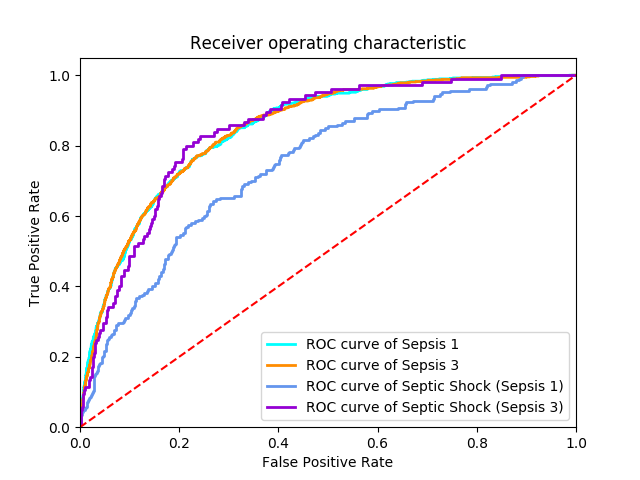 Receiver operating characteristic
True Positive Rate
1.0
0.8
0.6
0.4
0.2
0.0
ROC curve of Sepsis 1
ROC curve of Sepsis 3
ROC curve of Septic Shock (Sepsis 1)
ROC curve of Septic Shock (Sepsis 3)
0.0 0.2 0.4 0.6 0.8 1.0
False Positive Rate